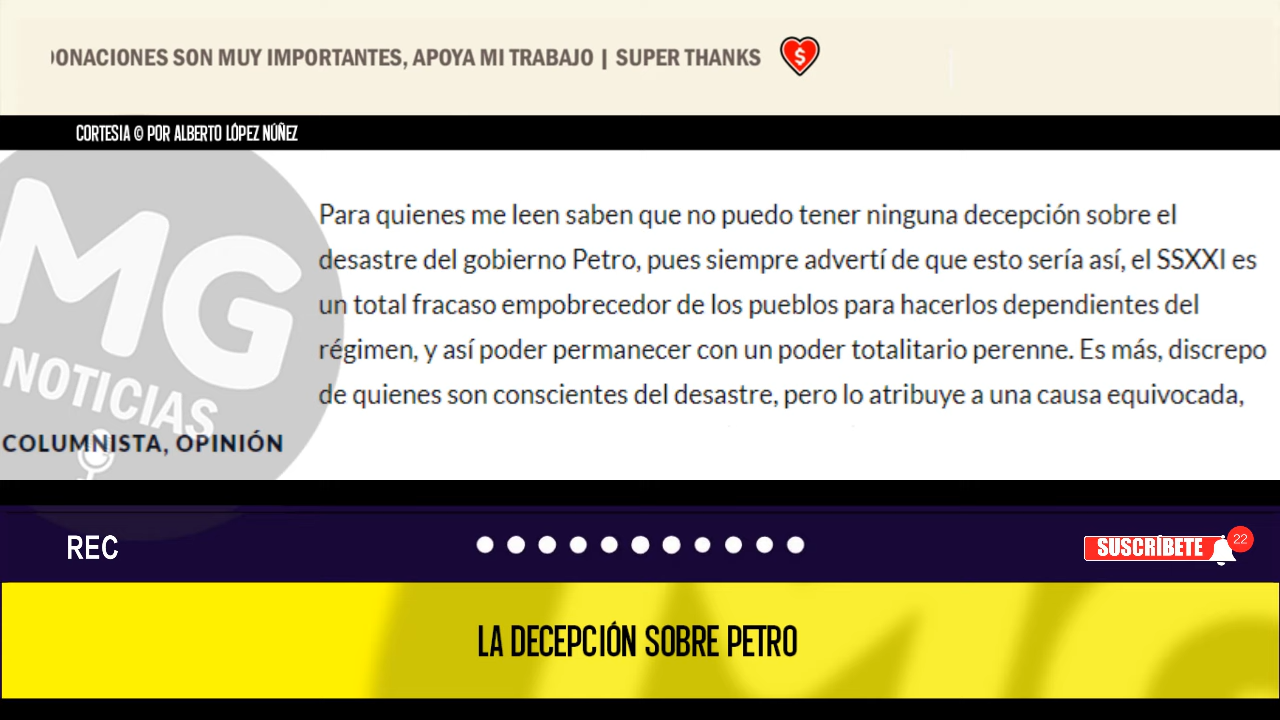 DONACIONES SON MUY IMPORTANTES, APOYA MI TRABAJO | SUPER THANKS
$
CORTESIA © POR ALBERTO LÓPEZ NÚÑEZ
MG
NOTICIAS
COLUMNISTA, OPINIÓN
Para quienes me leen saben que no puedo tener ninguna decepción sobre el
desastre del gobierno Petro, pues siempre advertí de que esto sería así, el SSXXI es
un total fracaso empobrecedor de los pueblos para hacerlos dependientes del
régimen, y así poder permanecer con un poder totalitario perenne. Es más, discrepo
de quienes son conscientes del desastre, pero lo atribuye a una causa equivocada,
REC
SUSCRÍBETE
22
LA DECEPCIÓN SOBRE PETRO